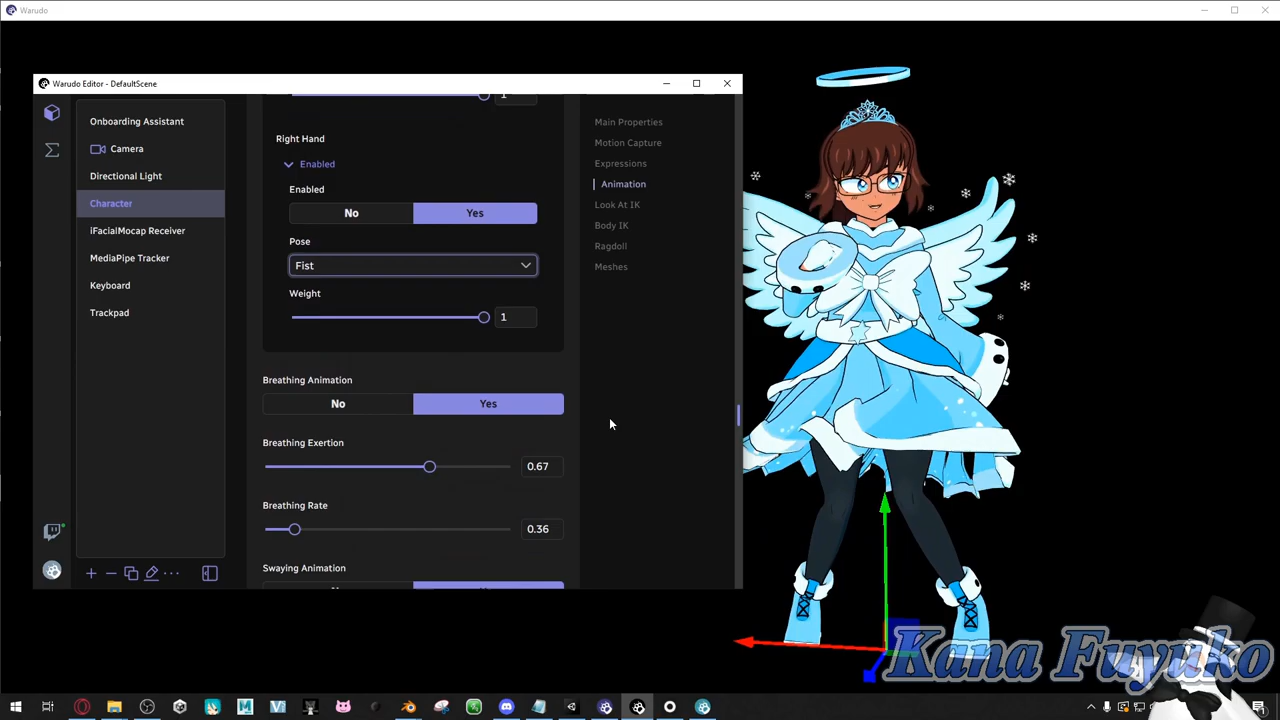 Warudo
Warudo Editor - DefaultScene
Onboarding Assistant
Camera
Directional Light
Character
iFacialMocap Receiver
MediaPipe Tracker
Keyboard
Trackpad
1
Right Hand
Enabled
Enabled
No
Yes
Pose
Fist
Weight
1
Breathing Animation
No
Yes
Breathing Exertion
0.67
Breathing Rate
0.36
Swaying Animation
Main Properties
Motion Capture
Expressions
Animation
Look At IK
Body IK
Ragdoll
Meshes
Kana Fuyuko